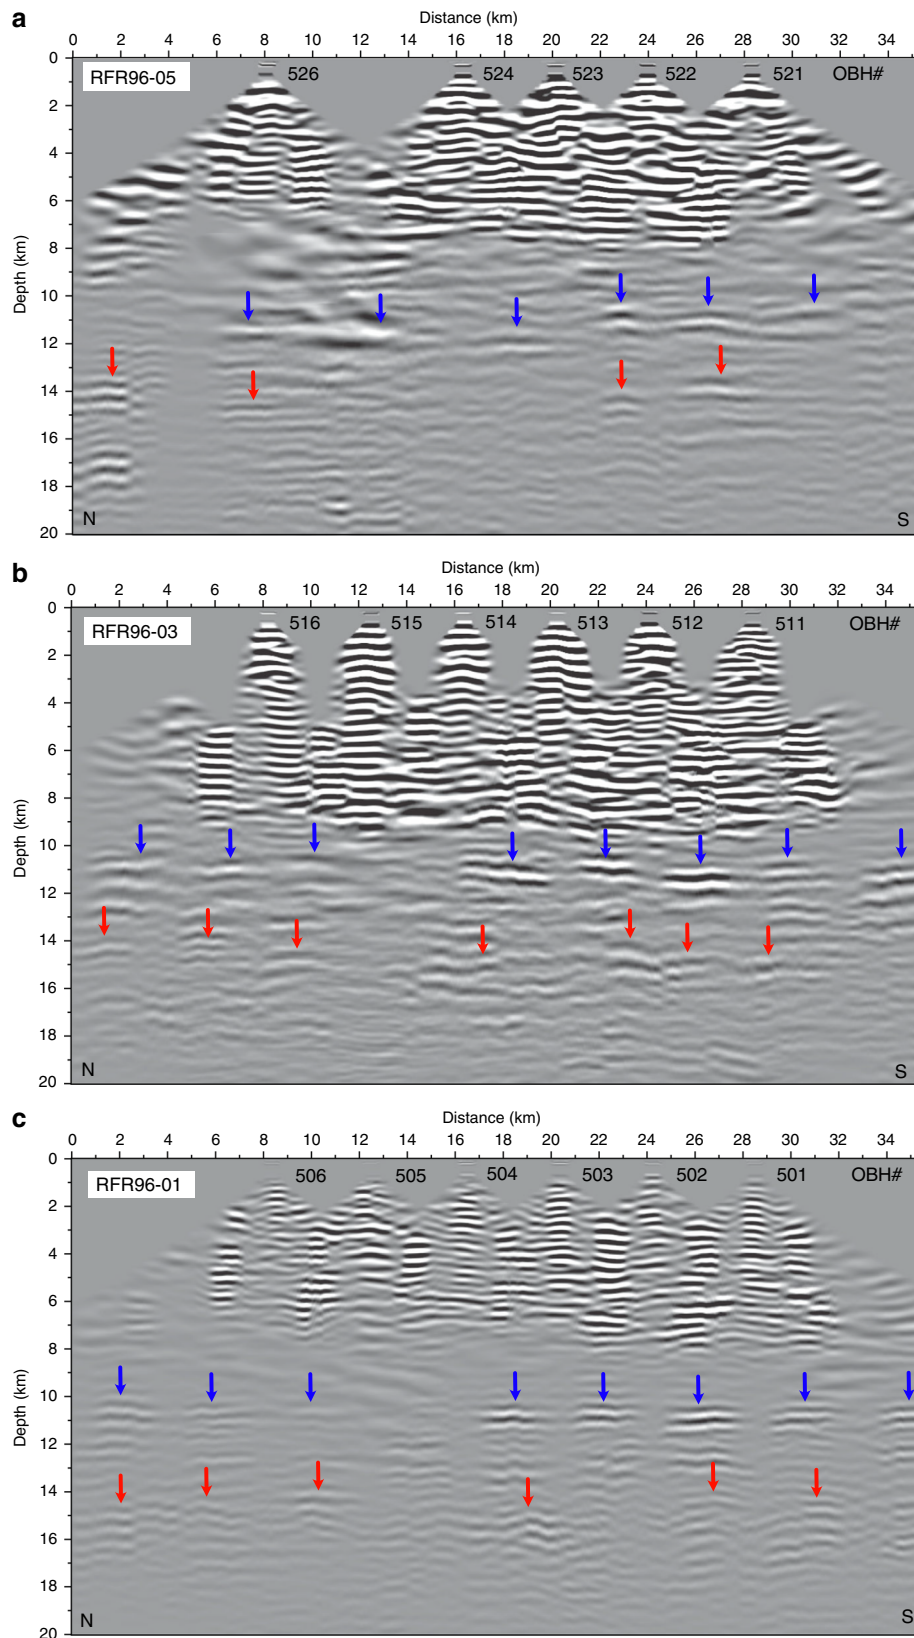 a
Distance (km)
0 2 4 6 8 10 12 14 16 18 20 22 24 26 28 30 32 34
RFR96-05
526 524 523 522 521 OBH#
Depth (km)
0
2
4
6
8
10
12
14
16
18
20
N S
b
Distance (km)
0 2 4 6 8 10 12 14 16 18 20 22 24 26 28 30 32 34
RFR96-03
516 515 514 513 512 511 OBH#
Depth (km)
0
2
4
6
8
10
12
14
16
18
20
N S
c
Distance (km)
0 2 4 6 8 10 12 14 16 18 20 22 24 26 28 30 32 34
RFR96-01
506 505 504 503 502 501 OBH#
Depth (km)
0
2
4
6
8
10
12
14
16
18
20
N S